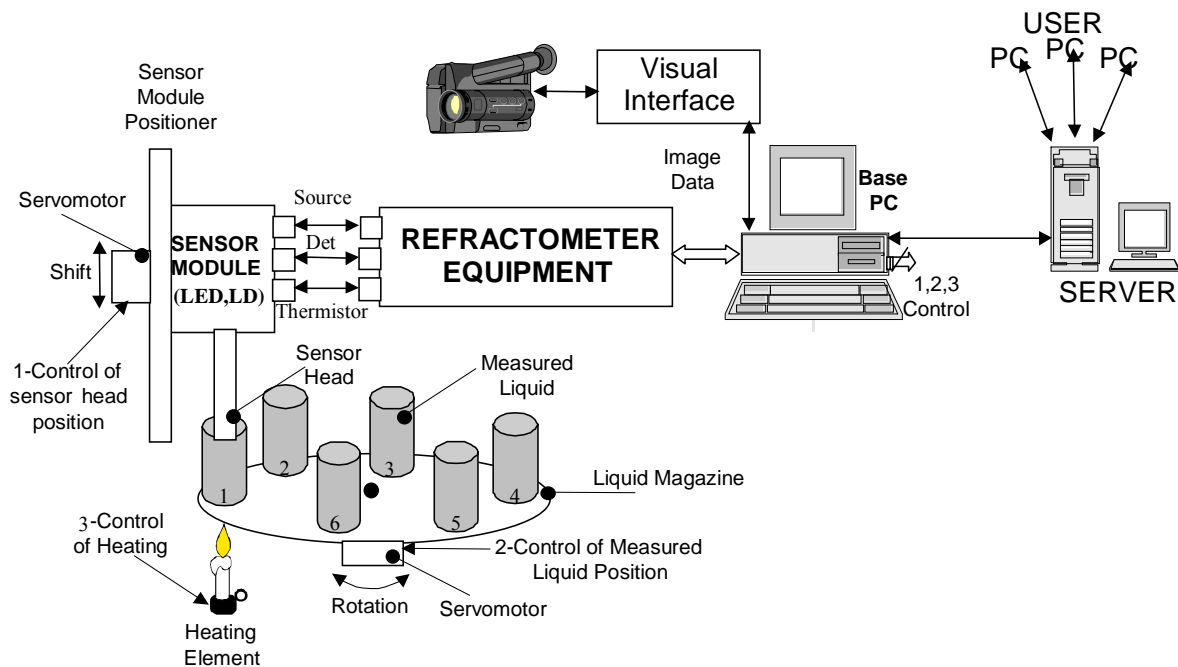 USER
PC PC PC
Visual
Interface
Sensor
Module
Positioner
Image
Data
Base
PC
Servomotor
Source
SENSOR
MODULE
(LED,LD)
Det
REFRACTOMETER
EQUIPMENT
Shift
Thermistor
1,2,3
Control
SERVER
1-Control of
sensor head
position
Sensor
Head
Measured
Liquid
2
3
4
1
6
5
Liquid Magazine
3-Control
of Heating
2-Control of Measured
Liquid Position
Rotation
Servomotor
Heating
Element